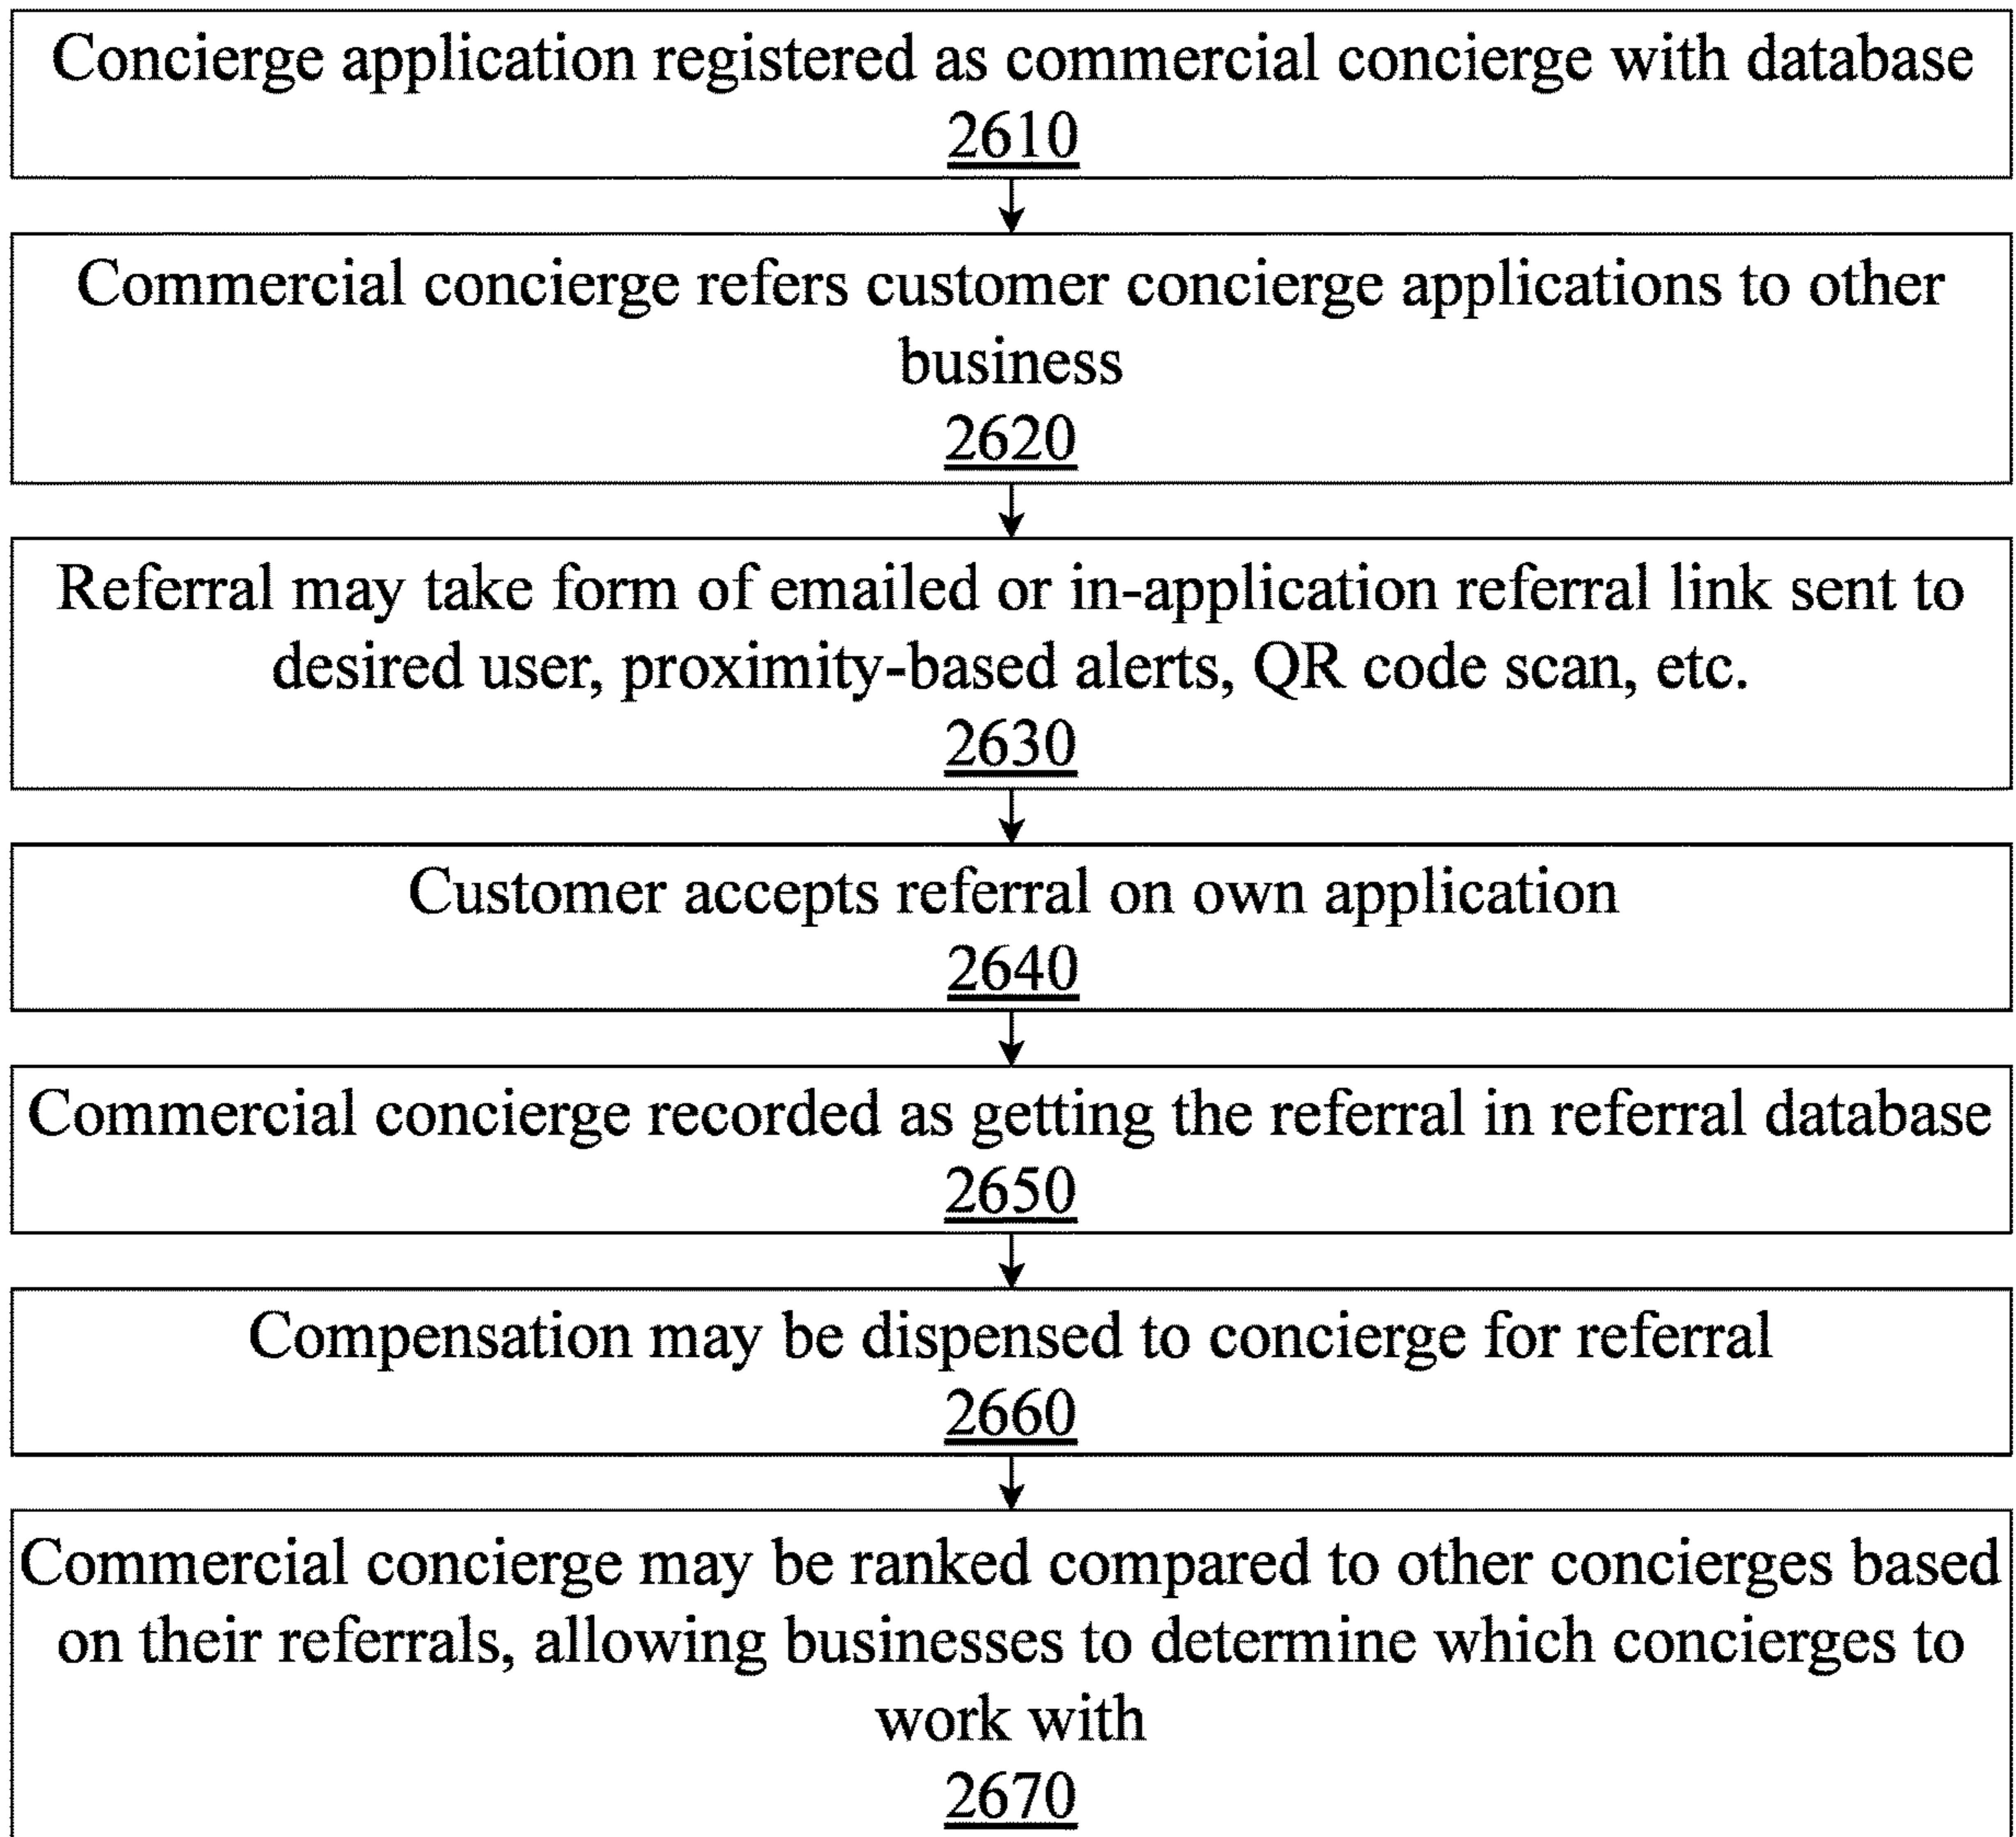 Concierge application registered as commercial concierge with database
2610
Commercial concierge refers customer concierge applications to other
business
2620
Referral may take form of emailed or in-application referral link sent to
desired user, proximity-based alerts, QR code scan, etc.
2630
Customer accepts referral on own application
2640
Commercial concierge recorded as getting the referral in referral database
2650
Compensation may be dispensed to concierge for referral
2660
Commercial concierge may be ranked compared to other concierges based
on their referrals, allowing businesses to determine which concierges to
work with
2670